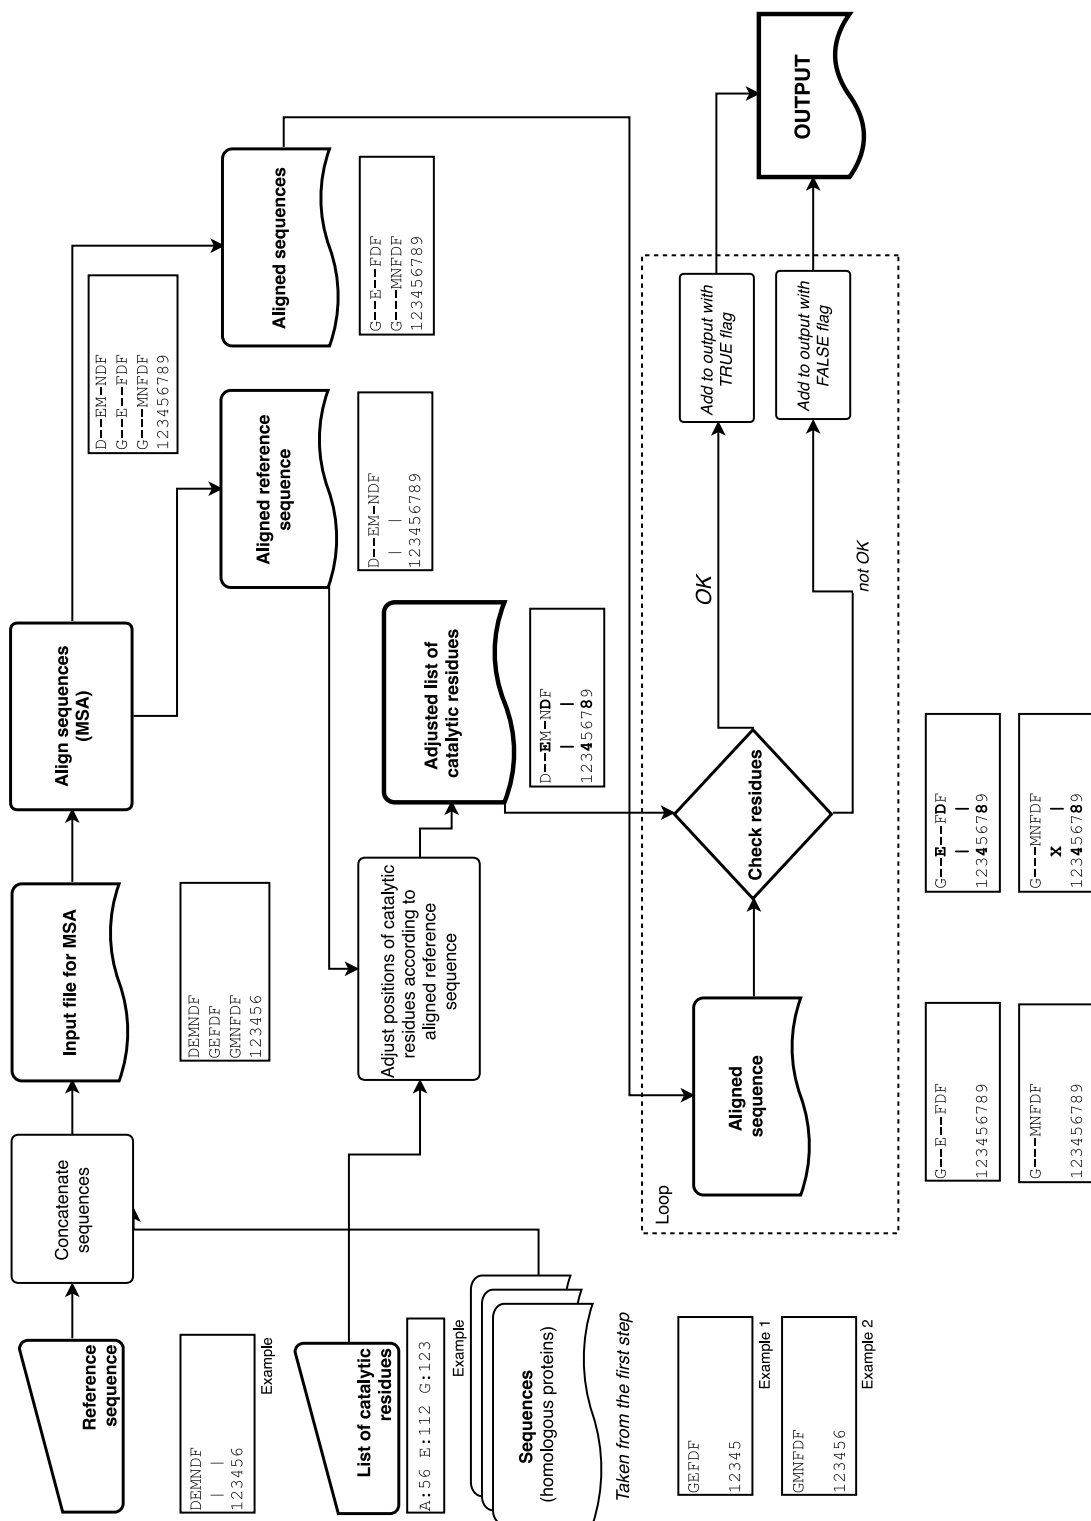 Reference
sequence
DEMNDF
| |
123456
Example
List of catalytic
residues
A:56 E:112 G:123
Example
Sequences
(homologous proteins)
Taken from the first step
GEFDF
12345
Example 1
GMNFDF
123456
Example 2
Concatenate
sequences
Input file for MSA
DEMNDF
GEFDF
GMNFDF
123456
Align sequences
(MSA)
D--EM-NDF
G--E--FDF
G---MNFDF
123456789
Aligned reference
sequence
D--EM-NDF
| |
123456789
Aligned sequences
G--E--FDF
G---MNFDF
123456789
Adjust positions of catalytic
residues according to
aligned reference
sequence
Adjusted list of
catalytic residues
D--EM-NDF
| |
123456789
Loop
Aligned
sequence
G--E--FDF
123456789
G---MNFDF
123456789
Check residues
G--E--FDF
| |
123456789
G---MNFDF
X |
123456789
OK
not OK
Add to output with
TRUE flag
Add to output with
FALSE flag
OUTPUT